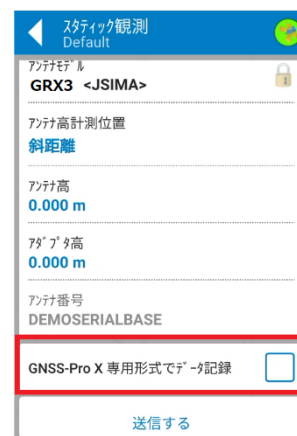 スタティック観測
Default
アンテナモデル
GRX3 <JSIMA>
アンテナ高計測位置
斜距離
アンテナ高
0.000 m
アダプタ高
0.000 m
アンテナ番号
DEMOSERIALBASE
GNSS-Pro X 専用形式でデータ記録
送信する